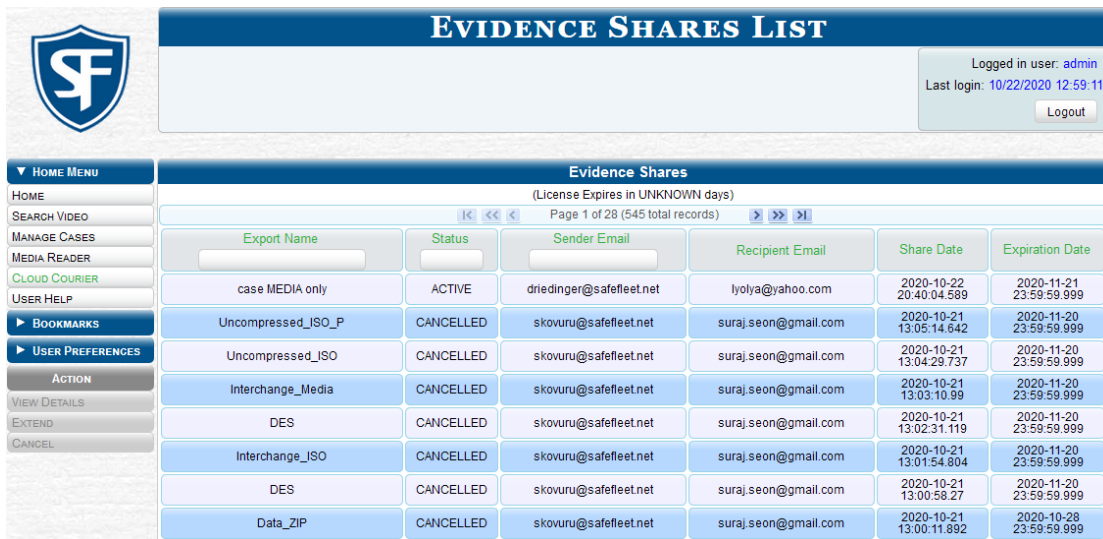 EVIDENCE SHARES LIST
SF
Logged in user: admin
Last login: 10/22/2020 12:59:11
Logout
▼ HOME MENU
HOME
SEARCH VIDEO
MANAGE CASES
MEDIA READER
CLOUD COURIER
USER HELP
▶ BOOKMARKS
▶ USER PREFERENCES
ACTION
VIEW DETAILS
EXTEND
CANCEL
Evidence Shares
(License Expires in UNKNOWN days)
Page 1 of 28 (545 total records)
Export Name Status Sender Email Recipient Email Share Date Expiration Date
case MEDIA only ACTIVE driedinger@safefleet.net lyolya@yahoo.com 2020-10-22 20:40:04.589 2020-11-21 23:59:59.999
Uncompressed_ISO_P CANCELLED skovuru@safefleet.net suraj.seon@gmail.com 2020-10-21 13:05:14.642 2020-11-20 23:59:59.999
Uncompressed_ISO CANCELLED skovuru@safefleet.net suraj.seon@gmail.com 2020-10-21 13:04:29.737 2020-11-20 23:59:59.999
Interchange_Media CANCELLED skovuru@safefleet.net suraj.seon@gmail.com 2020-10-21 13:03:10.99 2020-11-20 23:59:59.999
DES CANCELLED skovuru@safefleet.net suraj.seon@gmail.com 2020-10-21 13:02:31.119 2020-11-20 23:59:59.999
Interchange_ISO CANCELLED skovuru@safefleet.net suraj.seon@gmail.com 2020-10-21 13:01:54.804 2020-11-20 23:59:59.999
DES CANCELLED skovuru@safefleet.net suraj.seon@gmail.com 2020-10-21 13:00:58.27 2020-11-20 23:59:59.999
Data_ZIP CANCELLED skovuru@safefleet.net suraj.seon@gmail.com 2020-10-21 13:00:11.892 2020-10-28 23:59:59.999